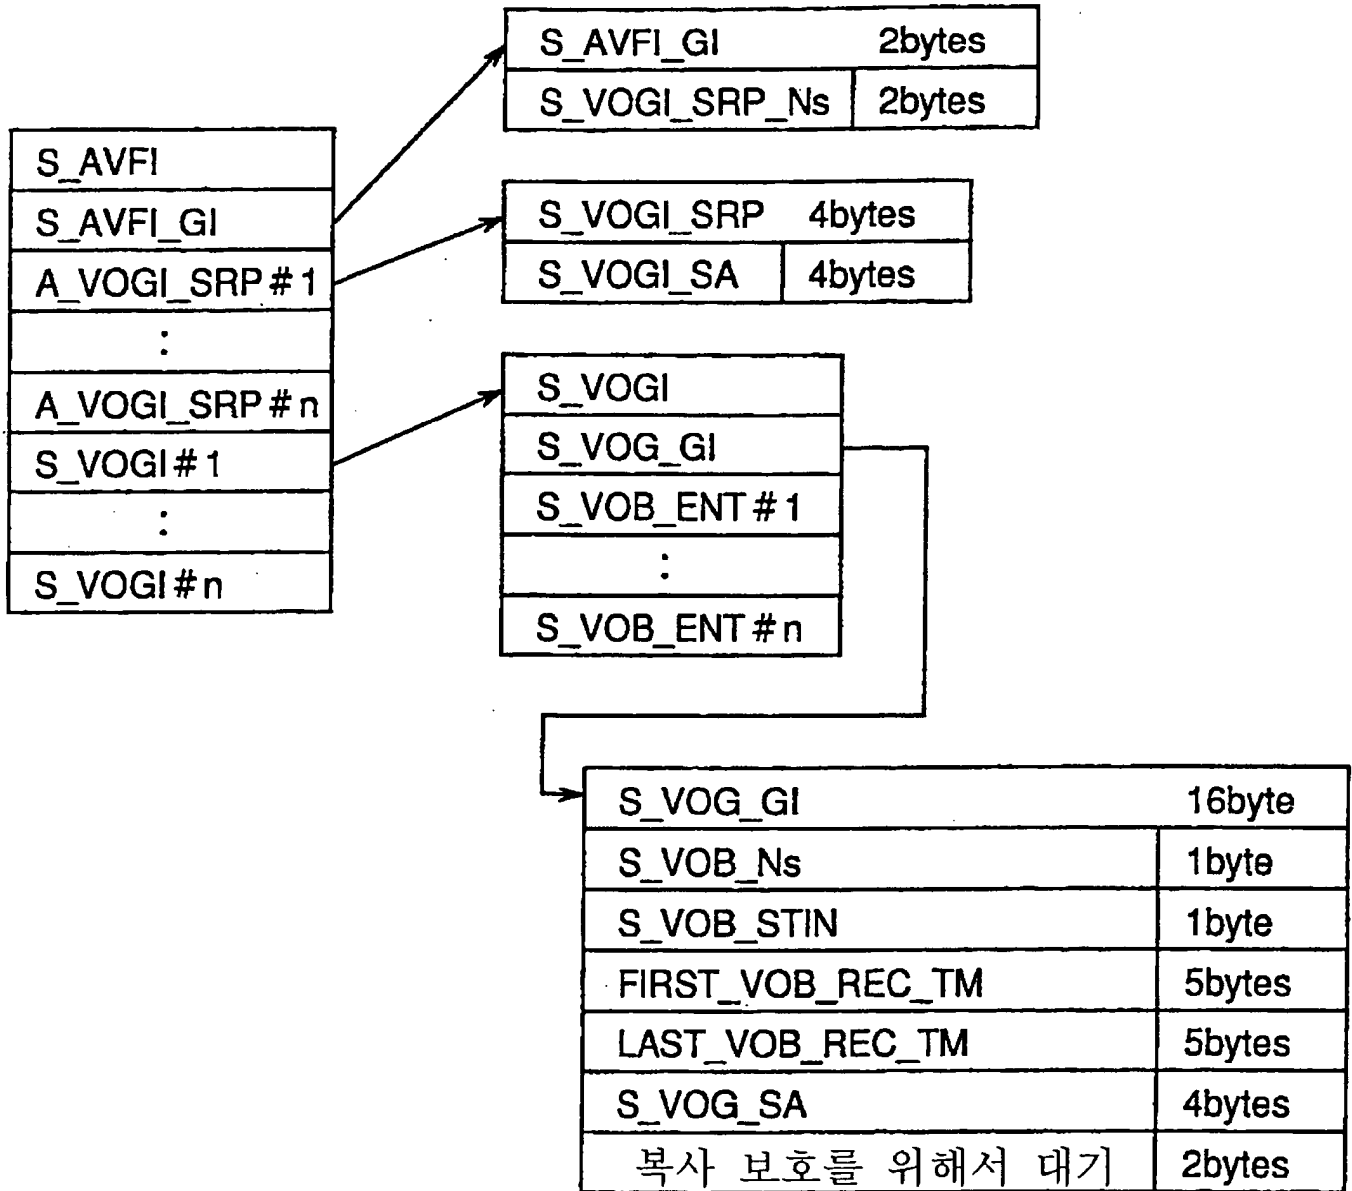 S_AVFI_GI 2bytes
S_VOGI_SRP_Ns 2bytes
S_AVFI
S_AVFI_GI
A_VOGI_SRP#1
:
A_VOGI_SRP#n
S_VOGI#1
:
S_VOGI#n
S_VOGI_SRP 4bytes
S_VOGI_SA 4bytes
S_VOGI
S_VOG_GI
S_VOB_ENT#1
:
S_VOB_ENT#n
S_VOG_GI 16byte
S_VOB_Ns 1byte
S_VOB_STIN 1byte
FIRST_VOB_REC_TM 5bytes
LAST_VOB_REC_TM 5bytes
S_VOG_SA 4bytes
복사 보호를 위해서 대기 2bytes